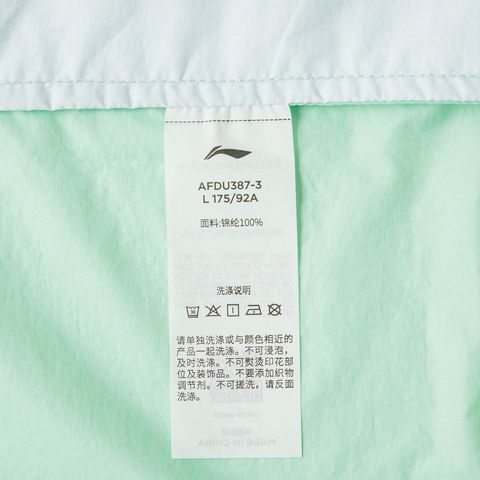 AFDU387-3
L 175/92A
面料:锦纶100%
洗涤说明
请单独洗涤或与颜色相近的
产品一起洗涤。不可浸泡,
及时洗涤。不可熨烫印花部
位及装饰品。不要添加织物
调节剂。不可搓洗,请反面
洗涤。